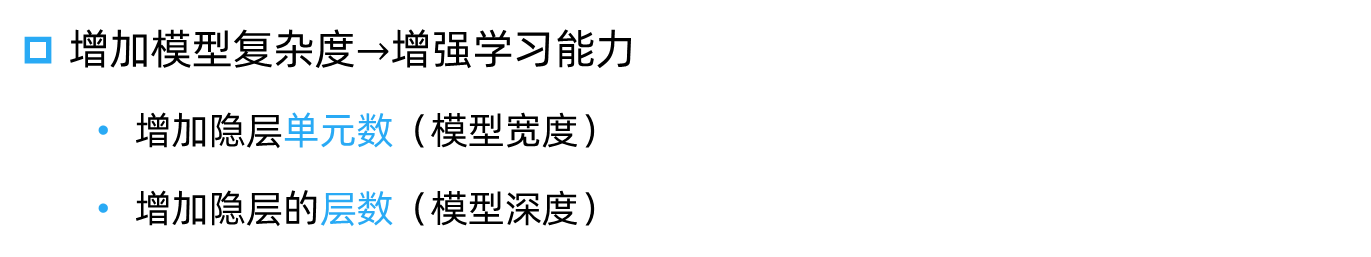 增加模型复杂度→增强学习能力
• 增加隐层单元数（模型宽度）
• 增加隐层的层数（模型深度）